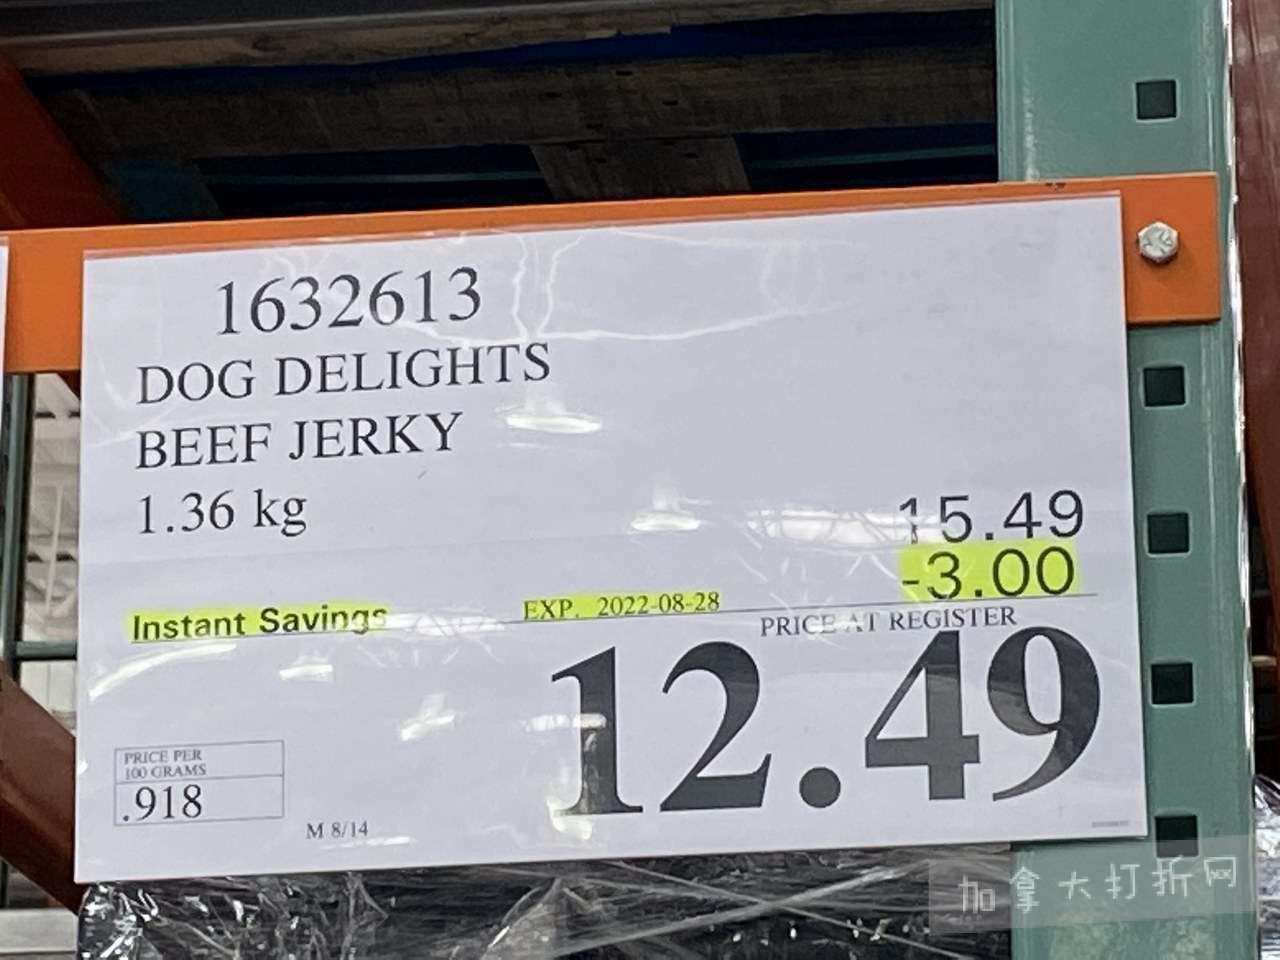 1632613
DOG DELIGHTS
BEEF JERKY
1.36 kg
15.49
-3.00
Instant Savings EXP. 2022-08-28
PRICE AT REGISTER
12.49
PRICE PER
100 GRAMS
.918
M 8/14
加拿大打折网